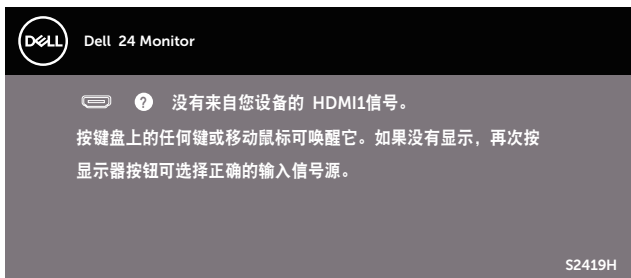 DELL
Dell 24 Monitor
? 没有来自您设备的 HDMI1信号。
按键盘上的任何键或移动鼠标可唤醒它。如果没有显示，再次按
显示器按钮可选择正确的输入信号源。
S2419H